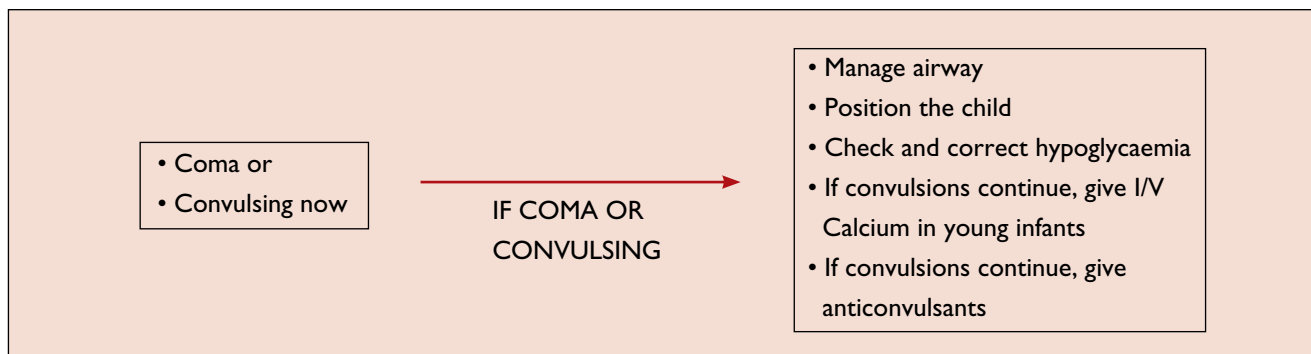 • Coma or
• Convulsing now
IF COMA OR
CONVULSING
• Manage airway
• Position the child
• Check and correct hypoglycaemia
• If convulsions continue, give I/V
Calcium in young infants
• If convulsions continue, give
anticonvulsants